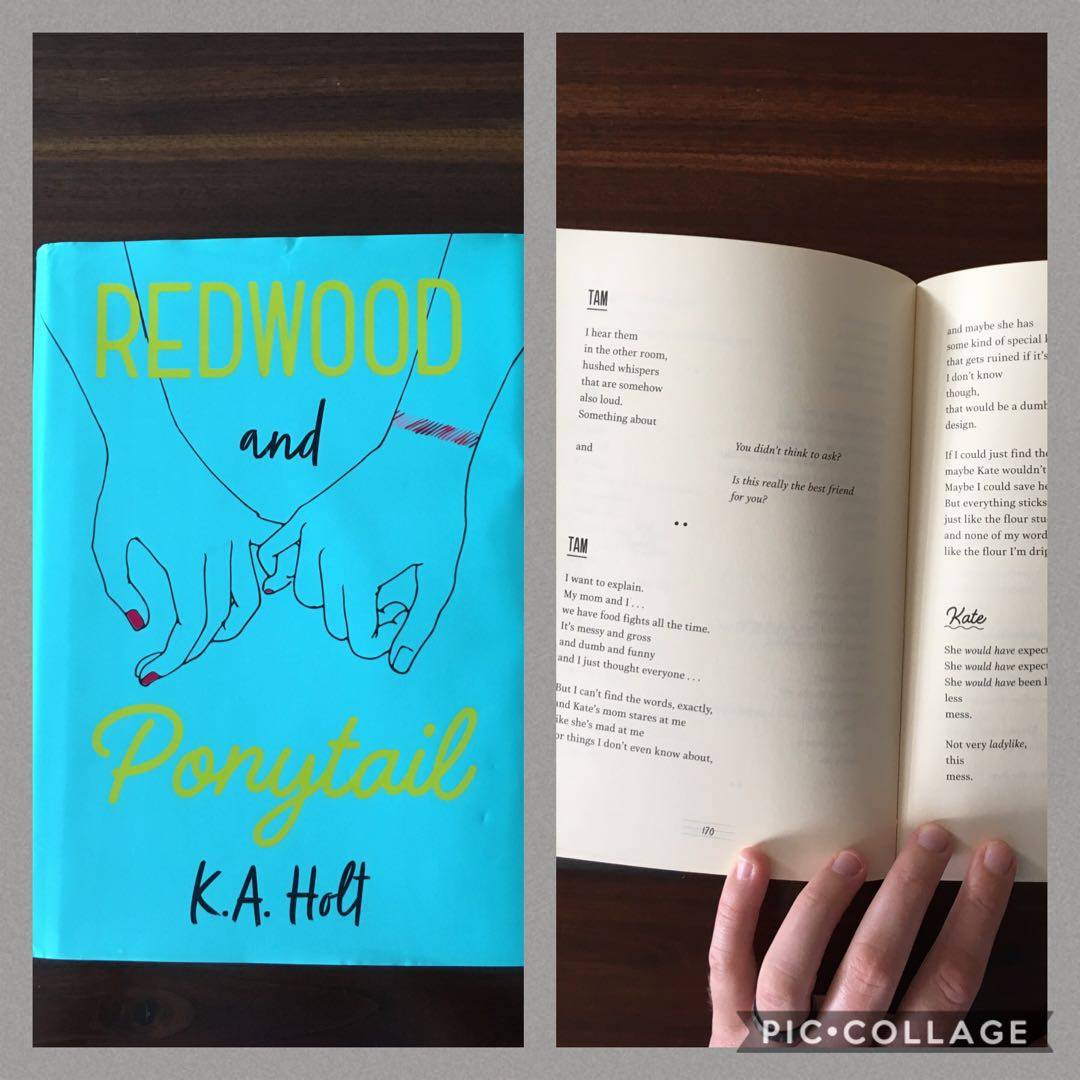 REDWOOD
and
Ponytail
K.A. Holt
TAM
I hear them
in the other room,
hushed whispers
that are somehow
also loud.
Something about
You didn't think to ask?
and
Is this really the best friend
for you?
••
TAM
I want to explain.
My mom and I . . .
we have food fights all the time.
It's messy and gross
and dumb and funny
and I just thought everyone . . .
But I can't find the words, exactly,
and Kate's mom stares at me
like she's mad at me
or things I don't even know about,
170
and maybe she has
some kind of special
that gets ruined if it's
I don't know
though,
that would be a dumb
design.
If I could just find the
maybe Kate wouldn't
Maybe I could save he
But everything sticks
just like the flour stu
and none of my word
like the flour I'm drip
Kate
She would have expec
She would have expec
She would have been l
less
mess.
Not very ladylike,
this
mess.
PIC•COLLAGE